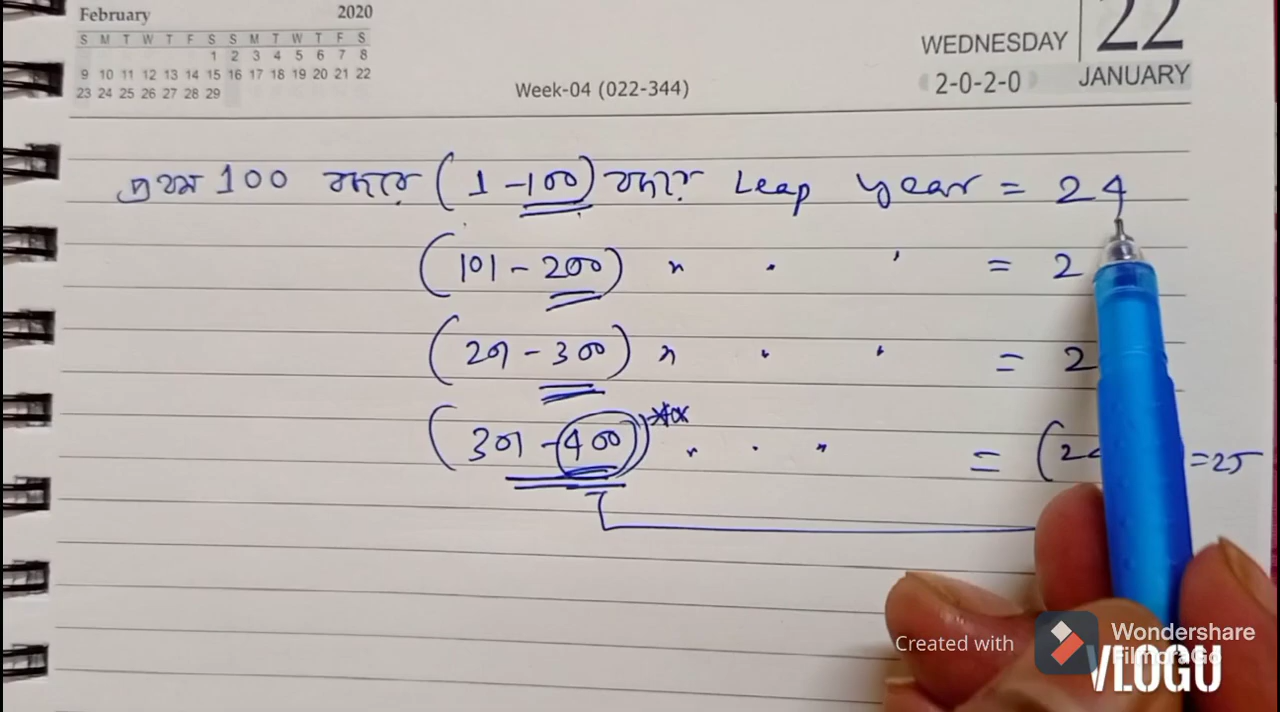 February 2020
S M T W T F S S M T W T F S
1 2 3 4 5 6 7 8
9 10 11 12 13 14 15 16 17 18 19 20 21 22
23 24 25 26 27 28 29
Week-04 (022-344)
WEDNESDAY 22
2-0-2-0 JANUARY
প্রথম 100 বছরে (1-100) বছরে Leap year = 24
(101-200) " " " = 2
(201-300) " " " = 2
(301-400) " " " = (24 =25
Created with Wondershare FilmoraGo
VLOGU